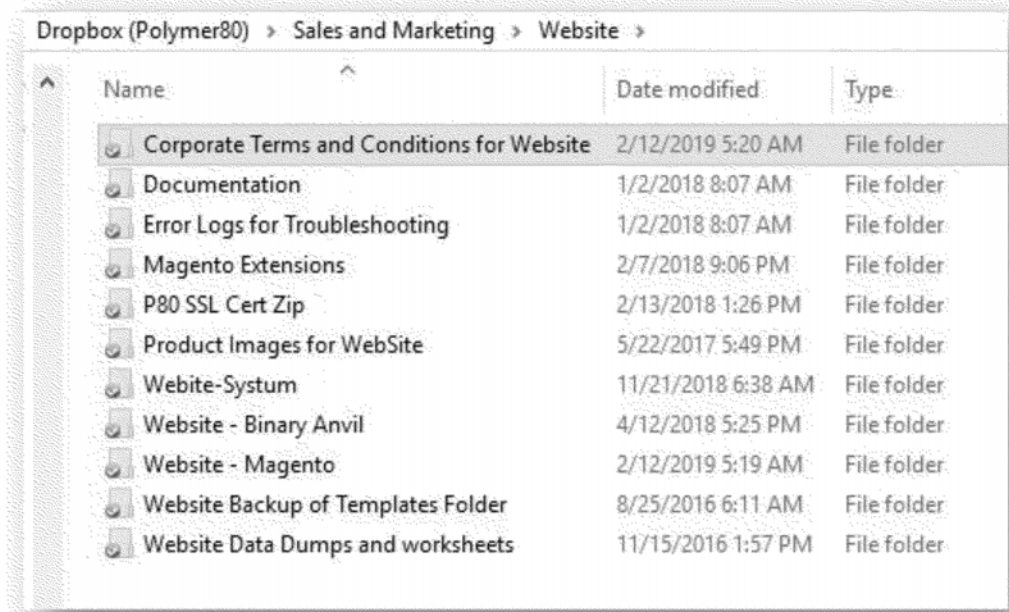 Dropbox (Polymer80) > Sales and Marketing > Website >
Name Date modified Type
Corporate Terms and Conditions for Website 2/12/2019 5:20 AM File folder
Documentation 1/2/2018 8:07 AM File folder
Error Logs for Troubleshooting 1/2/2018 8:07 AM File folder
Magento Extensions 2/7/2018 9:06 PM File folder
P80 SSL Cert Zip 2/13/2018 1:26 PM File folder
Product Images for WebSite 5/22/2017 5:49 PM File folder
Webite-Systum 11/21/2018 6:38 AM File folder
Website - Binary Anvil 4/12/2018 5:25 PM File folder
Website - Magento 2/12/2019 5:19 AM File folder
Website Backup of Templates Folder 8/25/2016 6:11 AM File folder
Website Data Dumps and worksheets 11/15/2016 1:57 PM File folder